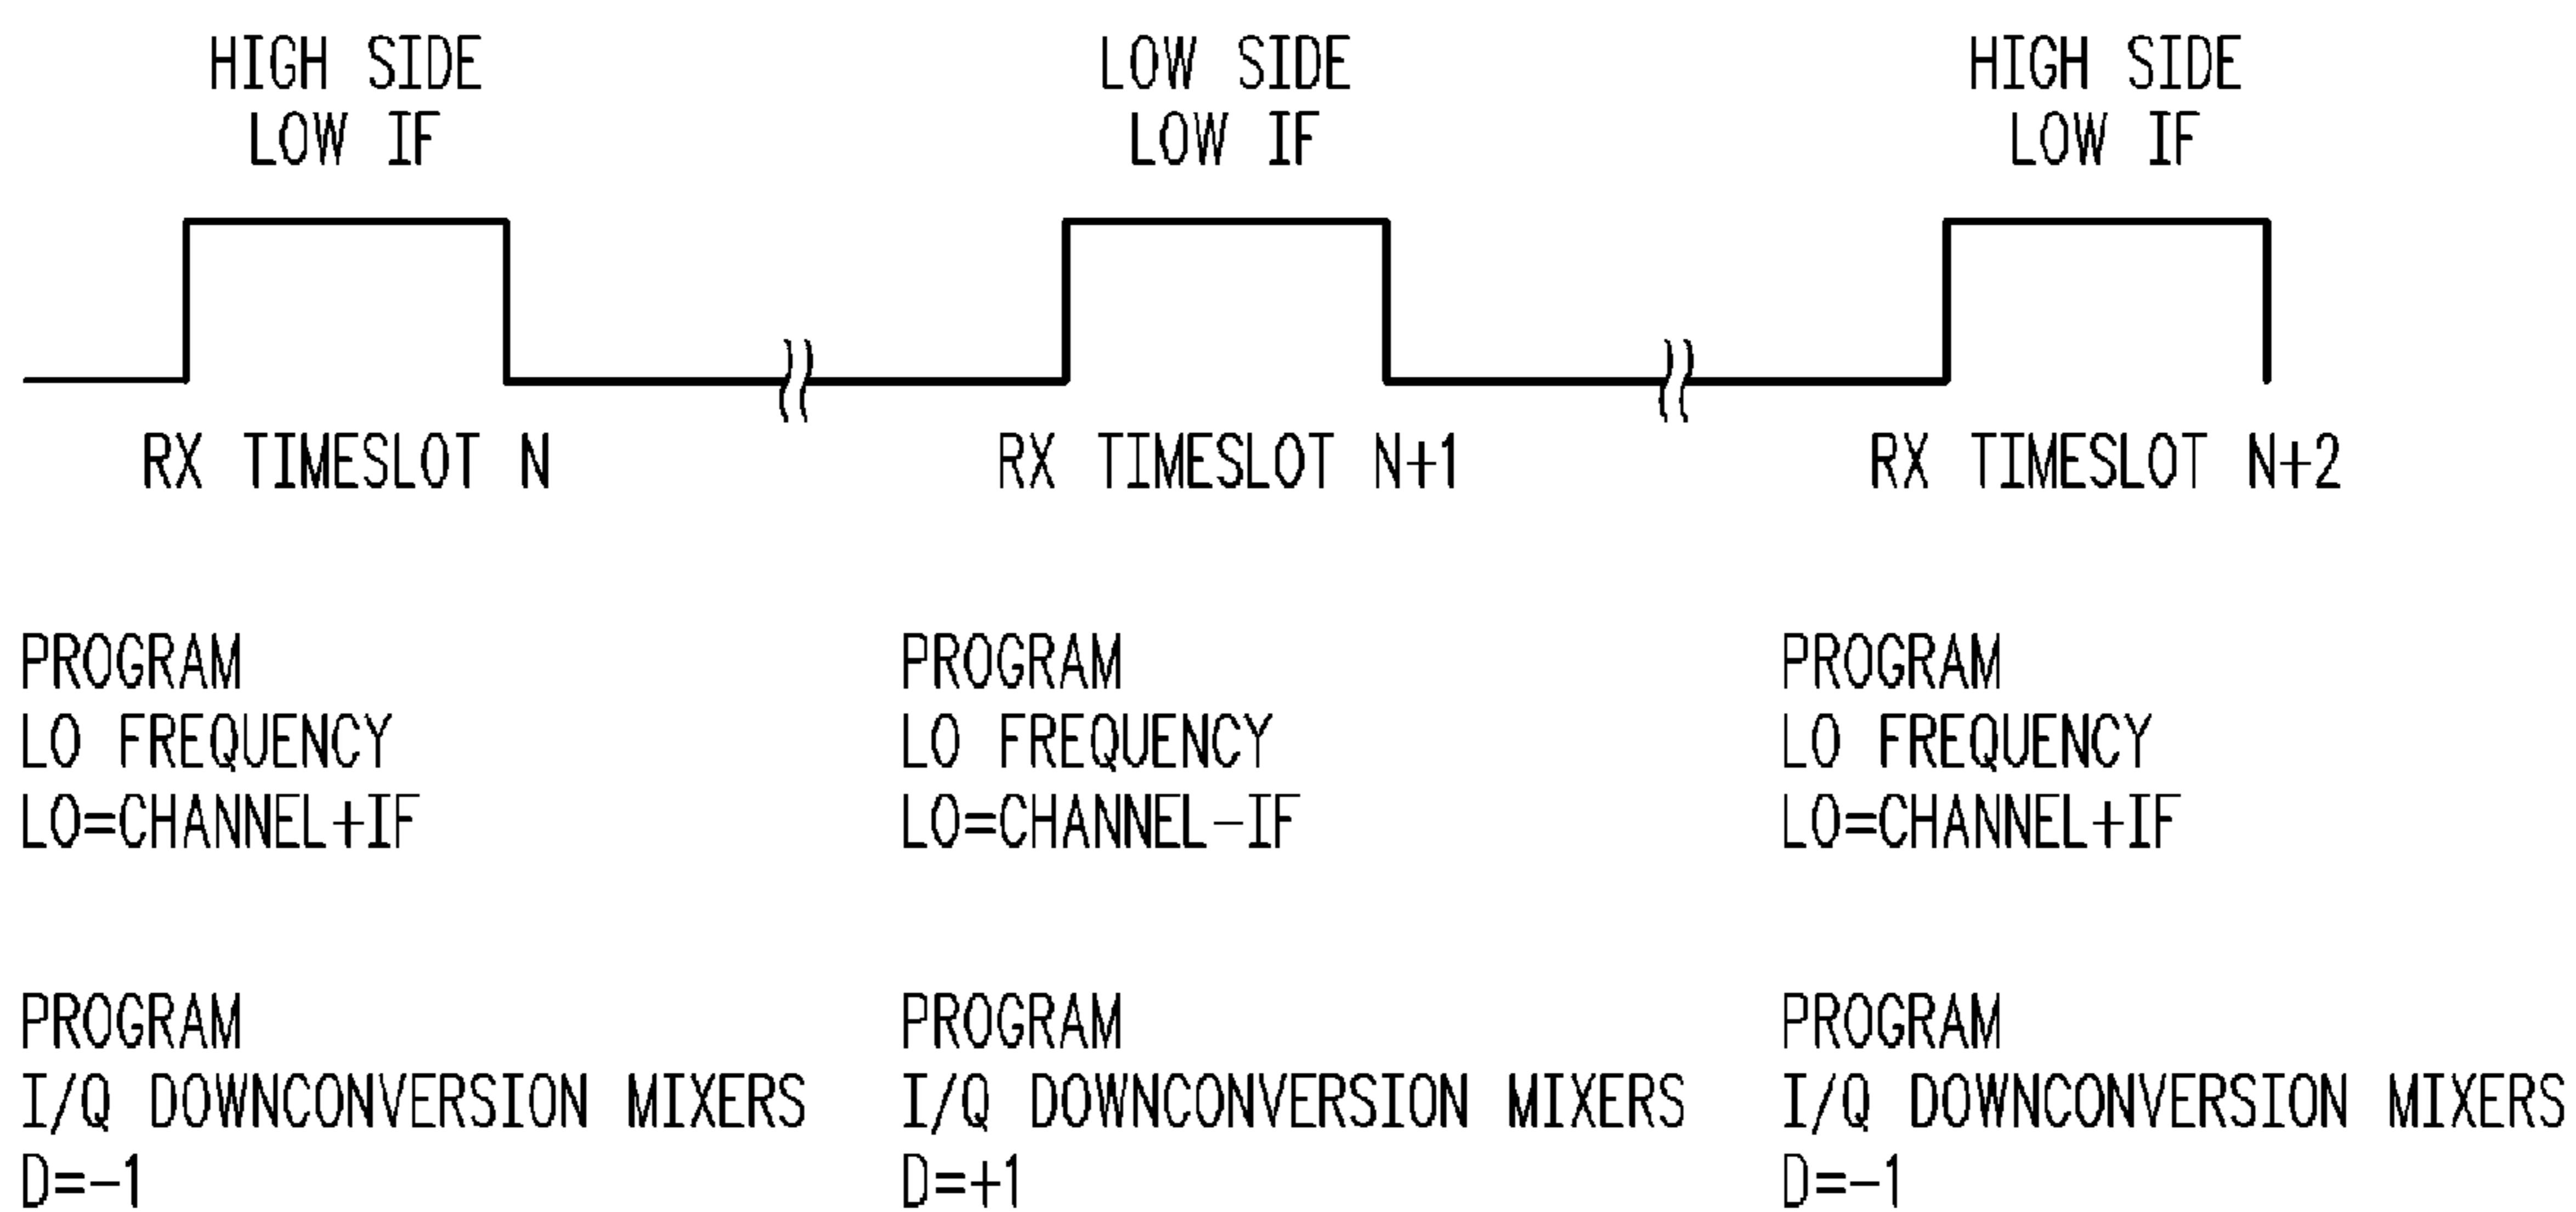 HIGH SIDE
LOW IF
LOW SIDE
LOW IF
HIGH SIDE
LOW IF
RX TIMESLOT N
RX TIMESLOT N+1
RX TIMESLOT N+2
PROGRAM
LO FREQUENCY
LO=CHANNEL+IF
PROGRAM
LO FREQUENCY
LO=CHANNEL-IF
PROGRAM
LO FREQUENCY
LO=CHANNEL+IF
PROGRAM
I/Q DOWNCONVERSION MIXERS
D=-1
PROGRAM
I/Q DOWNCONVERSION MIXERS
D=+1
PROGRAM
I/Q DOWNCONVERSION MIXERS
D=-1